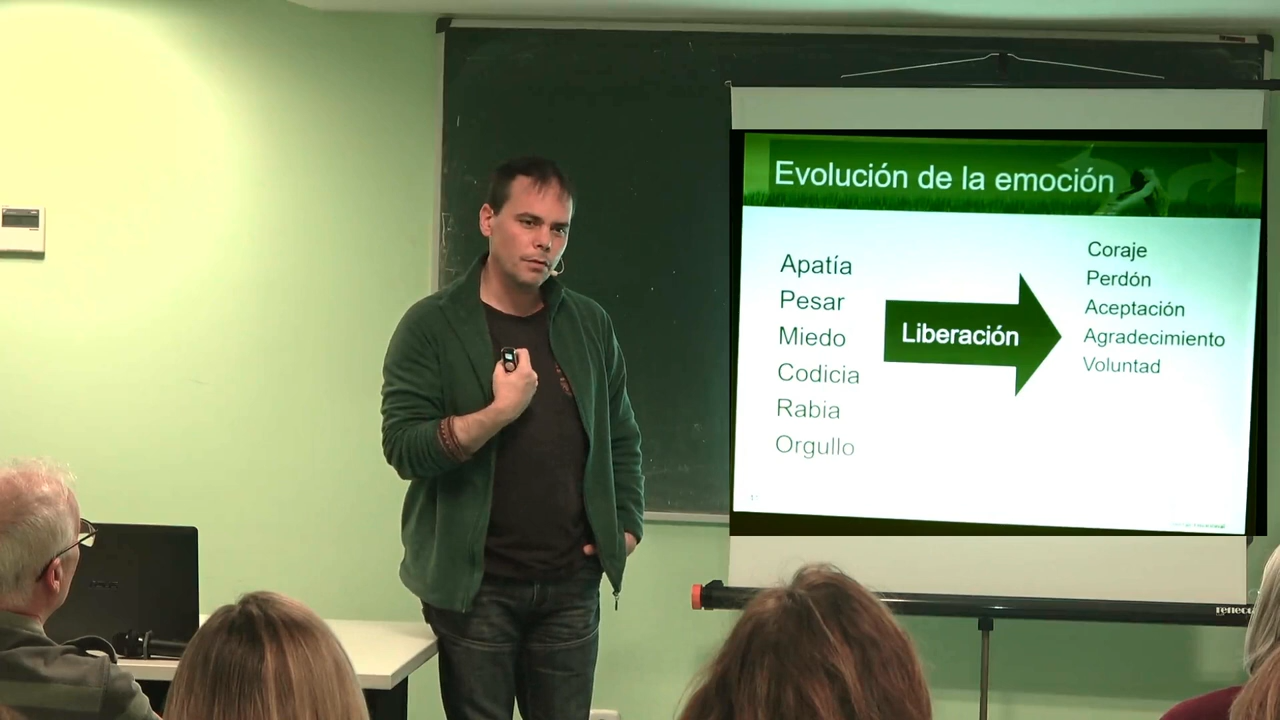 Evolución de la emoción
Apatía
Pesar
Miedo
Codicia
Rabia
Orgullo
Liberación
Coraje
Perdón
Aceptación
Agradecimiento
Voluntad